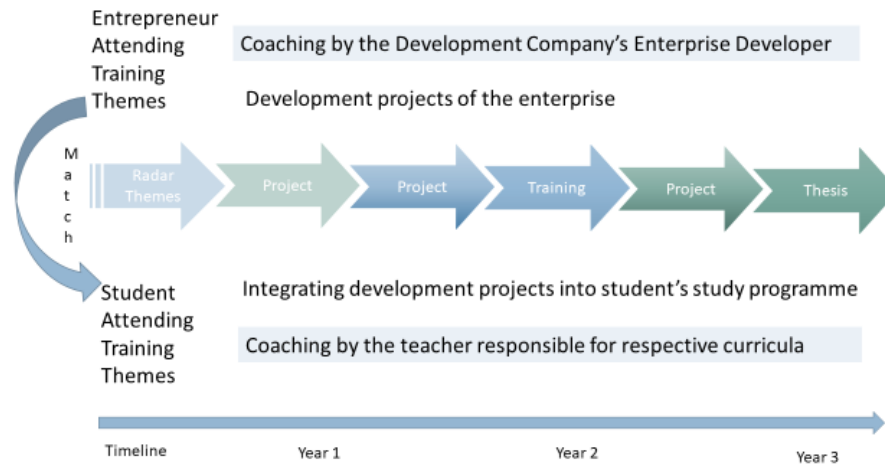 Entrepreneur
Attending
Training
Themes
Coaching by the Development Company's Enterprise Developer
Development projects of the enterprise
Match
Radar
Themes
Project
Project
Training
Project
Thesis
Student
Attending
Training
Themes
Integrating development projects into student's study programme
Coaching by the teacher responsible for respective curricula
Timeline
Year 1
Year 2
Year 3